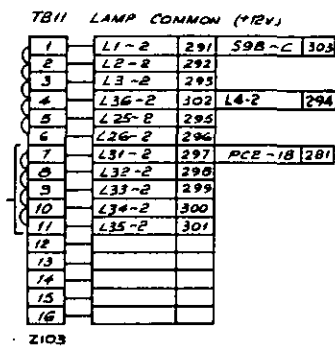 TB11 LAMP COMMON (+12V.)
1 L1-2 291 S9B-C 303
2 L2-2 292
3 L3-2 293
4 L36-2 302 L4-2 294
5 L25-2 295
6 L26-2 296
7 L31-2 297 PC2-18 281
8 L32-2 298
9 L33-2 299
10 L34-2 300
11 L35-2 301
12
13
14
15
16
2103